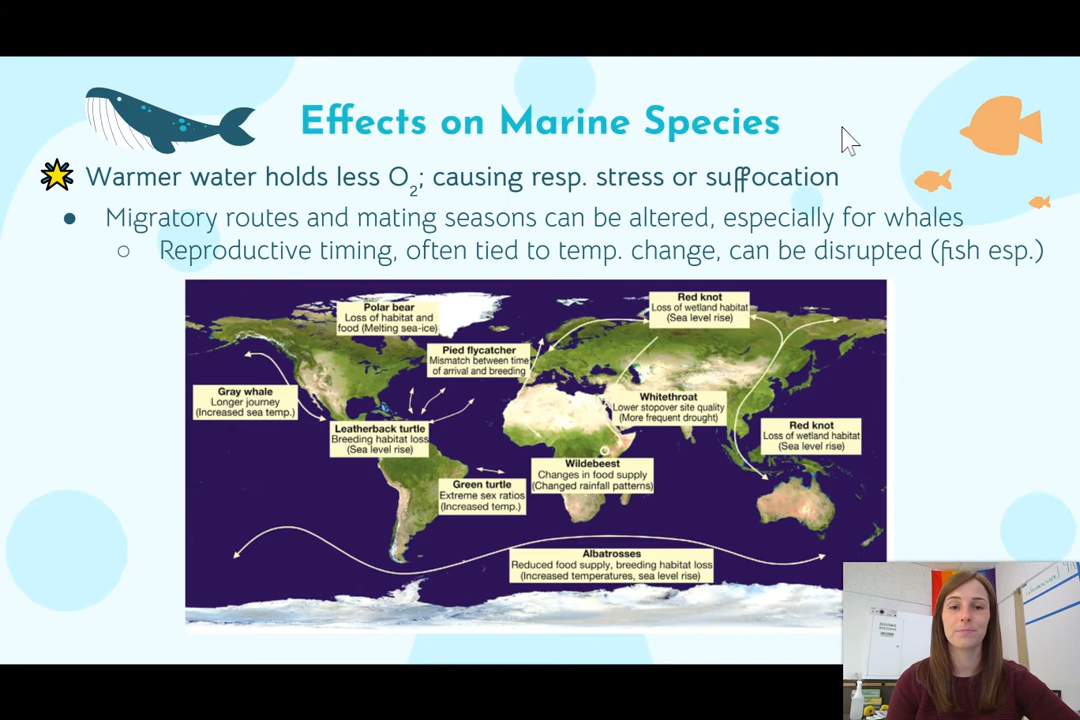 Effects on Marine Species
Warmer water holds less O2; causing resp. stress or suffocation
Migratory routes and mating seasons can be altered, especially for whales
Reproductive timing, often tied to temp. change, can be disrupted (fish esp.)
Polar bear
Loss of habitat and
food (Melting sea-ice)
Red knot
Loss of wetland habitat
(Sea level rise)
Pied flycatcher
Mismatch between time
of arrival and breeding
Gray whale
Longer journey
(Increased sea temp.)
Whitethroat
Lower stopover site quality
(More frequent drought)
Leatherback turtle
Breeding habitat loss
(Sea level rise)
Red knot
Loss of wetland habitat
(Sea level rise)
Wildebeest
Changes in food supply
(Changed rainfall patterns)
Green turtle
Extreme sex ratios
(Increased temp.)
Albatrosses
Reduced food supply, breeding habitat loss
(Increased temperatures, sea level rise)